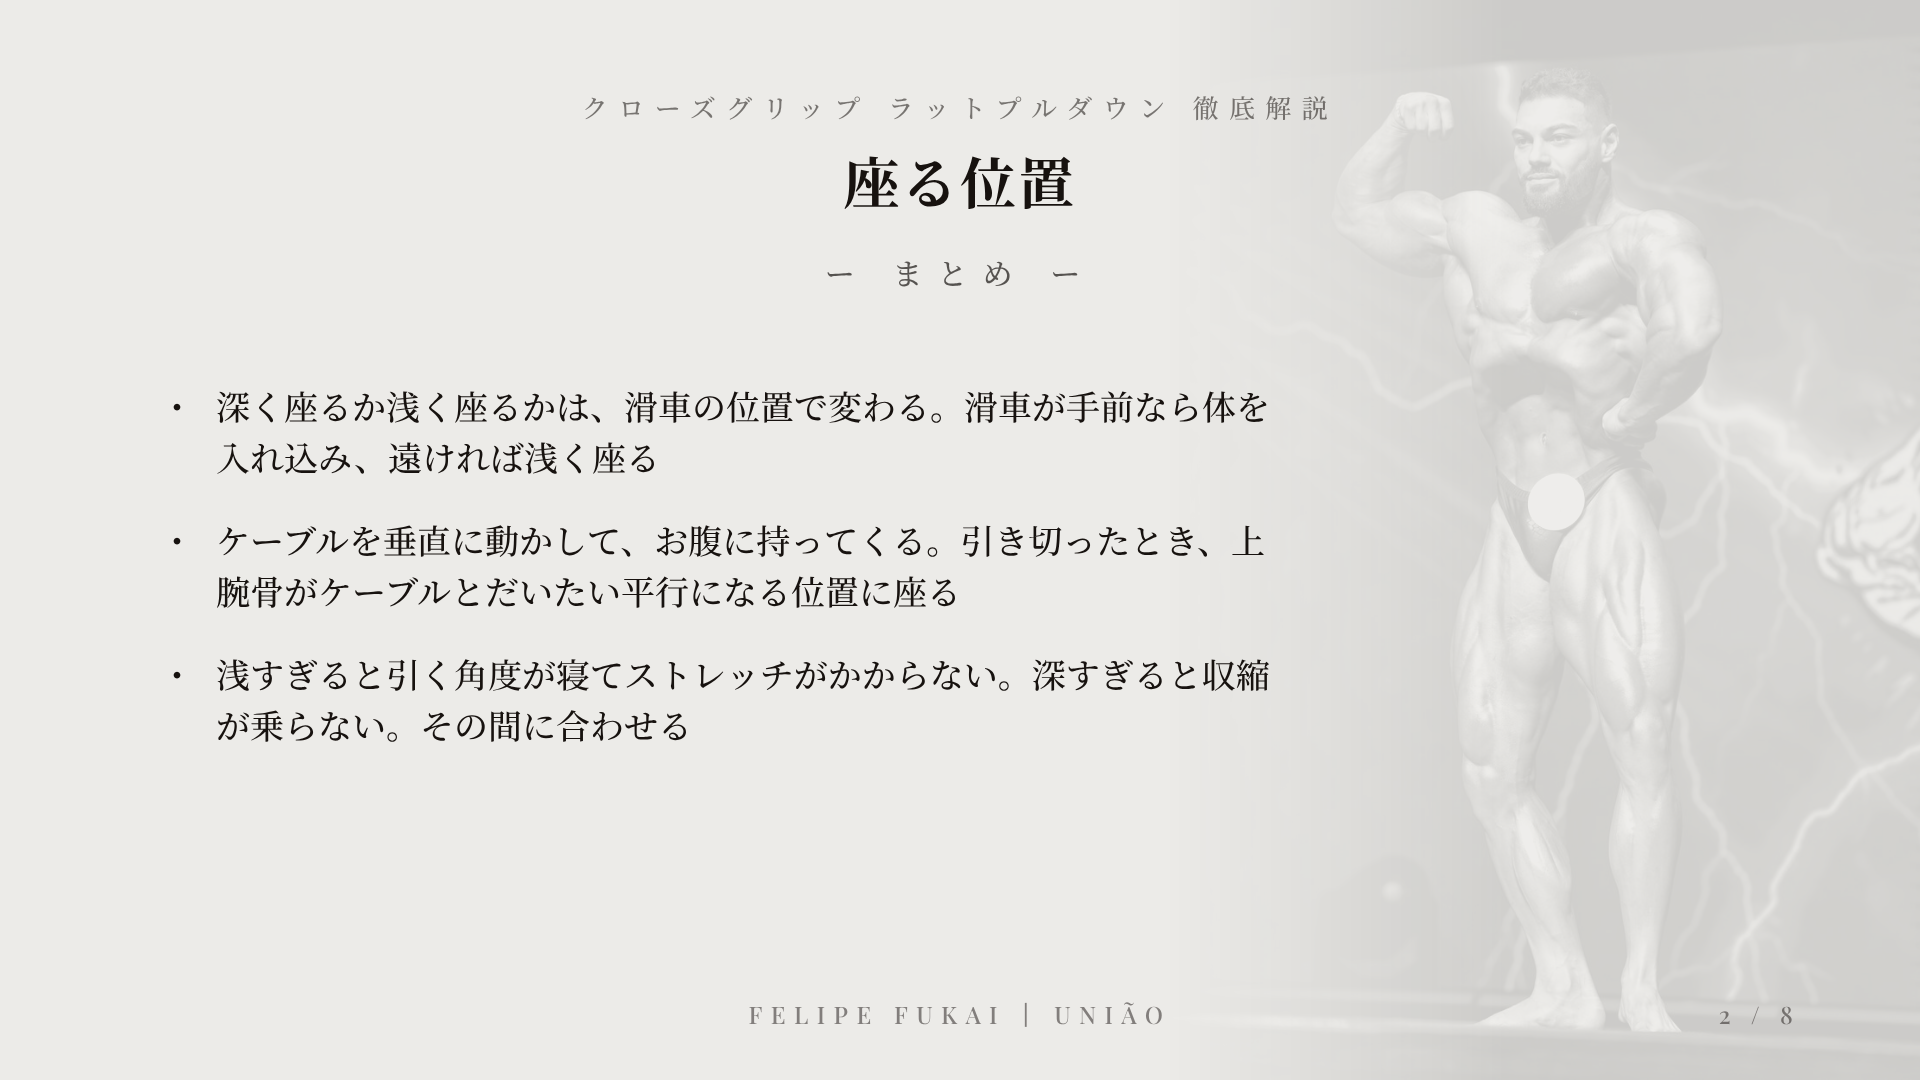 クローズグリップ ラットプルダウン 徹底解説
座る位置
ー まとめ ー
・ 深く座るか浅く座るかは、滑車の位置で変わる。滑車が手前なら体を
入れ込み、遠ければ浅く座る
・ ケーブルを垂直に動かして、お腹に持ってくる。引き切ったとき、上
腕骨がケーブルとだいたい平行になる位置に座る
・ 浅すぎると引く角度が寝てストレッチがかからない。深すぎると収縮
が乗らない。その間に合わせる
FELIPE FUKAI | UNIÃO
2 / 8